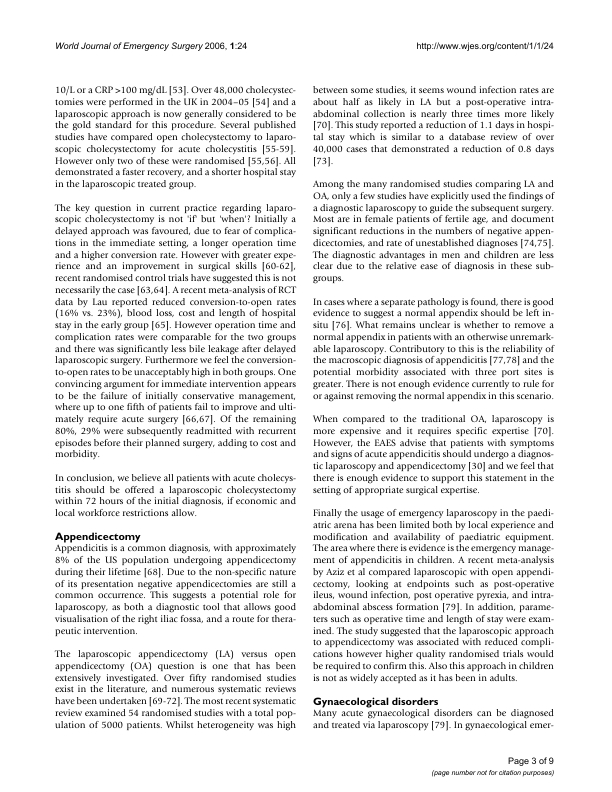 World Journal of Emergency Surgery 2006, 1:24
http://www.wjes.org/content/1/1/24
10/L or a CRP >100 mg/dL [53]. Over 48,000 cholecystec-
tomies were performed in the UK in 2004–05 [54] and a
laparoscopic approach is now generally considered to be
the gold standard for this procedure. Several published
studies have compared open cholecystectomy to laparo-
scopic cholecystectomy for acute cholecystitis [55-59].
However only two of these were randomised [55,56]. All
demonstrated a faster recovery, and a shorter hospital stay
in the laparoscopic treated group.
The key question in current practice regarding laparo-
scopic cholecystectomy is not 'if' but 'when'? Initially a
delayed approach was favoured, due to fear of complica-
tions in the immediate setting, a longer operation time
and a higher conversion rate. However with greater expe-
rience and an improvement in surgical skills [60-62],
recent randomised control trials have suggested this is not
necessarily the case [63,64]. A recent meta-analysis of RCT
data by Lau reported reduced conversion-to-open rates
(16% vs. 23%), blood loss, cost and length of hospital
stay in the early group [65]. However operation time and
complication rates were comparable for the two groups
and there was significantly less bile leakage after delayed
laparoscopic surgery. Furthermore we feel the conversion-
to-open rates to be unacceptably high in both groups. One
convincing argument for immediate intervention appears
to be the failure of initially conservative management,
where up to one fifth of patients fail to improve and ulti-
mately require acute surgery [66,67]. Of the remaining
80%, 29% were subsequently readmitted with recurrent
episodes before their planned surgery, adding to cost and
morbidity.
In conclusion, we believe all patients with acute cholecys-
titis should be offered a laparoscopic cholecystectomy
within 72 hours of the initial diagnosis, if economic and
local workforce restrictions allow.
Appendicectomy
Appendicitis is a common diagnosis, with approximately
8% of the US population undergoing appendicectomy
during their lifetime [68]. Due to the non-specific nature
of its presentation negative appendicectomies are still a
common occurrence. This suggests a potential role for
laparoscopy, as both a diagnostic tool that allows good
visualisation of the right iliac fossa, and a route for thera-
peutic intervention.
The laparoscopic appendicectomy (LA) versus open
appendicectomy (OA) question is one that has been
extensively investigated. Over fifty randomised studies
exist in the literature, and numerous systematic reviews
have been undertaken [69-72]. The most recent systematic
review examined 54 randomised studies with a total pop-
ulation of 5000 patients. Whilst heterogeneity was high
between some studies, it seems wound infection rates are
about half as likely in LA but a post-operative intra-
abdominal collection is nearly three times more likely
[70]. This study reported a reduction of 1.1 days in hospi-
tal stay which is similar to a database review of over
40,000 cases that demonstrated a reduction of 0.8 days
[73].
Among the many randomised studies comparing LA and
OA, only a few studies have explicitly used the findings of
a diagnostic laparoscopy to guide the subsequent surgery.
Most are in female patients of fertile age, and document
significant reductions in the numbers of negative appen-
dicectomies, and rate of unestablished diagnoses [74,75].
The diagnostic advantages in men and children are less
clear due to the relative ease of diagnosis in these sub-
groups.
In cases where a separate pathology is found, there is good
evidence to suggest a normal appendix should be left in-
situ [76]. What remains unclear is whether to remove a
normal appendix in patients with an otherwise unremark-
able laparoscopy. Contributory to this is the reliability of
the macroscopic diagnosis of appendicitis [77,78] and the
potential morbidity associated with three port sites is
greater. There is not enough evidence currently to rule for
or against removing the normal appendix in this scenario.
When compared to the traditional OA, laparoscopy is
more expensive and it requires specific expertise [70].
However, the EAES advise that patients with symptoms
and signs of acute appendicitis should undergo a diagnos-
tic laparoscopy and appendicectomy [30] and we feel that
there is enough evidence to support this statement in the
setting of appropriate surgical expertise.
Finally the usage of emergency laparoscopy in the paedi-
atric arena has been limited both by local experience and
modification and availability of paediatric equipment.
The area where there is evidence is the emergency manage-
ment of appendicitis in children. A recent meta-analysis
by Aziz et al compared laparoscopic with open appendi-
cectomy, looking at endpoints such as post-operative
ileus, wound infection, post operative pyrexia, and intra-
abdominal abscess formation [79]. In addition, parame-
ters such as operative time and length of stay were exam-
ined. The study suggested that the laparoscopic approach
to appendicectomy was associated with reduced compli-
cations however higher quality randomised trials would
be required to confirm this. Also this approach in children
is not as widely accepted as it has been in adults.
Gynaecological disorders
Many acute gynaecological disorders can be diagnosed
and treated via laparoscopy [79]. In gynaecological emer-
Page 3 of 9
(page number not for citation purposes)